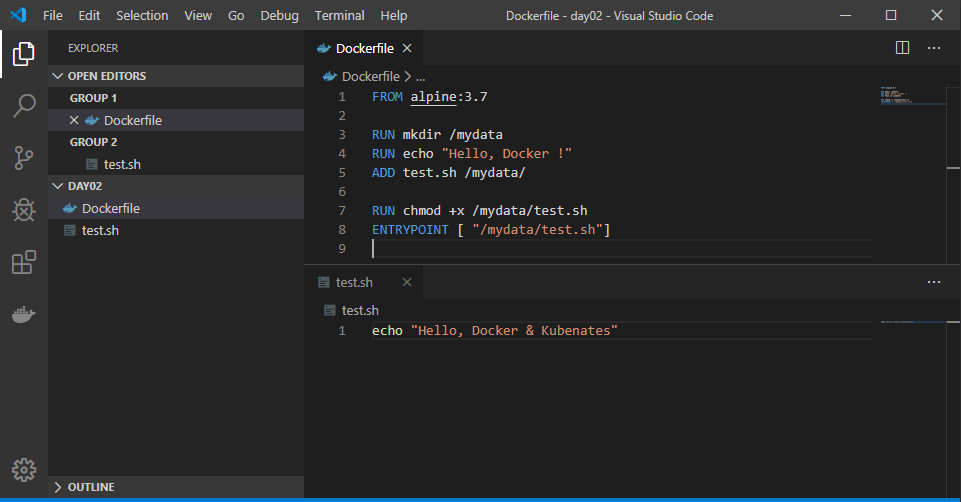 File Edit Selection View Go Debug Terminal Help Dockerfile - day02 - Visual Studio Code
EXPLORER
OPEN EDITORS
GROUP 1
Dockerfile
GROUP 2
test.sh
DAY02
Dockerfile
test.sh
OUTLINE
Dockerfile
Dockerfile > ...
1 FROM alpine:3.7
2
3 RUN mkdir /mydata
4 RUN echo "Hello, Docker !"
5 ADD test.sh /mydata/
6
7 RUN chmod +x /mydata/test.sh
8 ENTRYPOINT [ "/mydata/test.sh"]
9
test.sh
test.sh
1 echo "Hello, Docker & Kubenates"